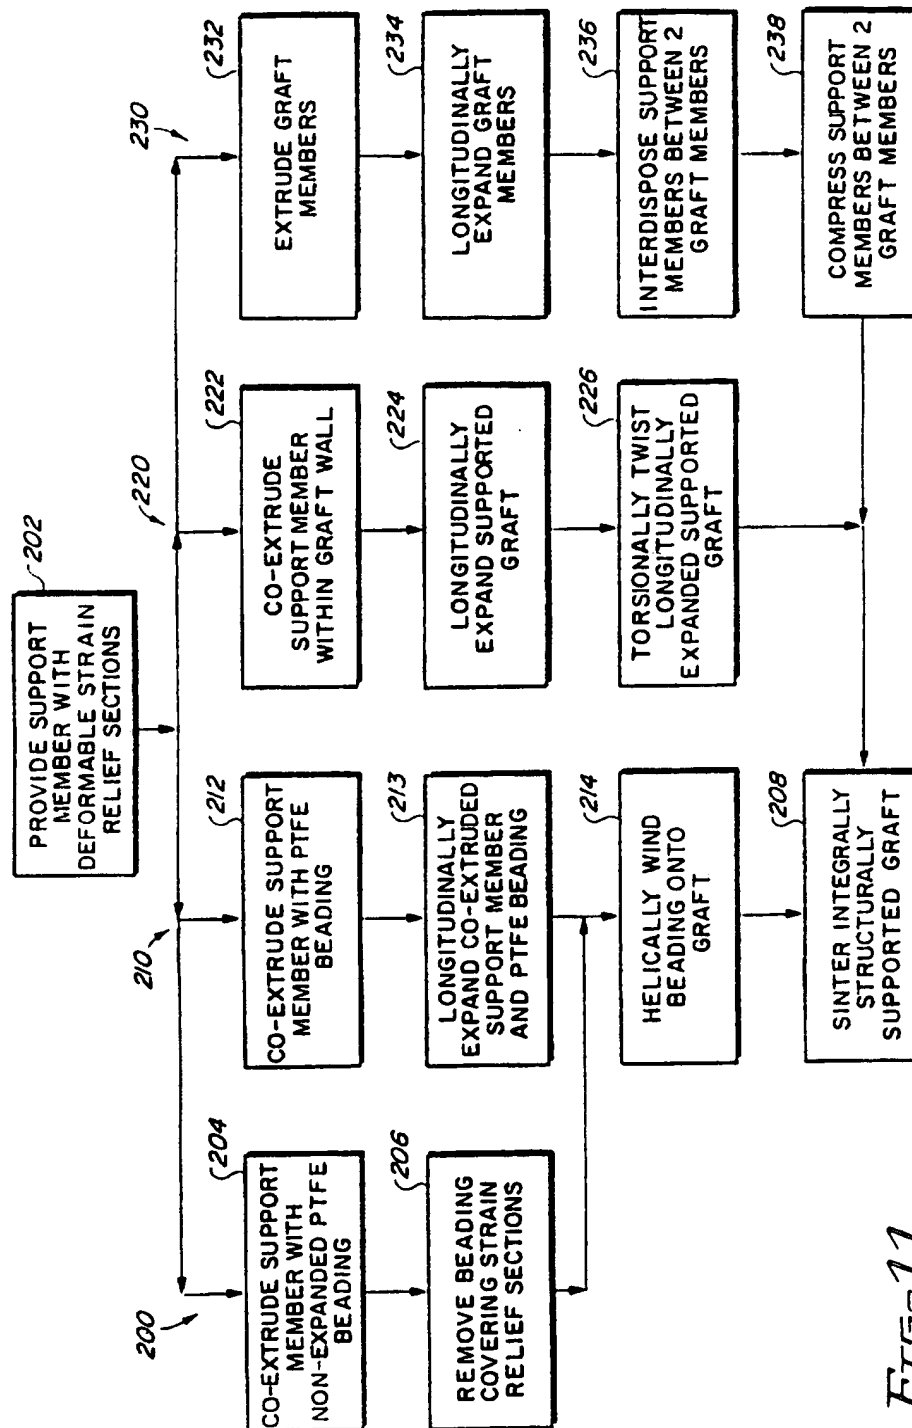 202
PROVIDE SUPPORT
MEMBER WITH
DEFORMABLE STRAIN
RELIEF SECTIONS
200
204
CO-EXTRUDE SUPPORT
MEMBER WITH
NON-EXPANDED PTFE
BEADING
206
REMOVE BEADING
COVERING STRAIN
RELIEF SECTIONS
210
212
CO-EXTRUDE SUPPORT
MEMBER WITH PTFE
BEADING
213
LONGITUDINALLY
EXPAND CO-EXTRUDED
SUPPORT MEMBER
AND PTFE BEADING
214
HELICALLY WIND
BEADING ONTO
GRAFT
208
SINTER INTEGRALLY
STRUCTURALLY
SUPPORTED GRAFT
220
222
CO-EXTRUDE
SUPPORT MEMBER
WITHIN GRAFT WALL
224
LONGITUDINALLY
EXPAND SUPPORTED
GRAFT
226
TORSIONALLY TWIST
LONGITUDINALLY
EXPANDED SUPPORTED
GRAFT
230
232
EXTRUDE GRAFT
MEMBERS
234
LONGITUDINALLY
EXPAND GRAFT
MEMBERS
236
INTERDISPOSE SUPPORT
MEMBERS BETWEEN 2
GRAFT MEMBERS
238
COMPRESS SUPPORT
MEMBERS BETWEEN 2
GRAFT MEMBERS